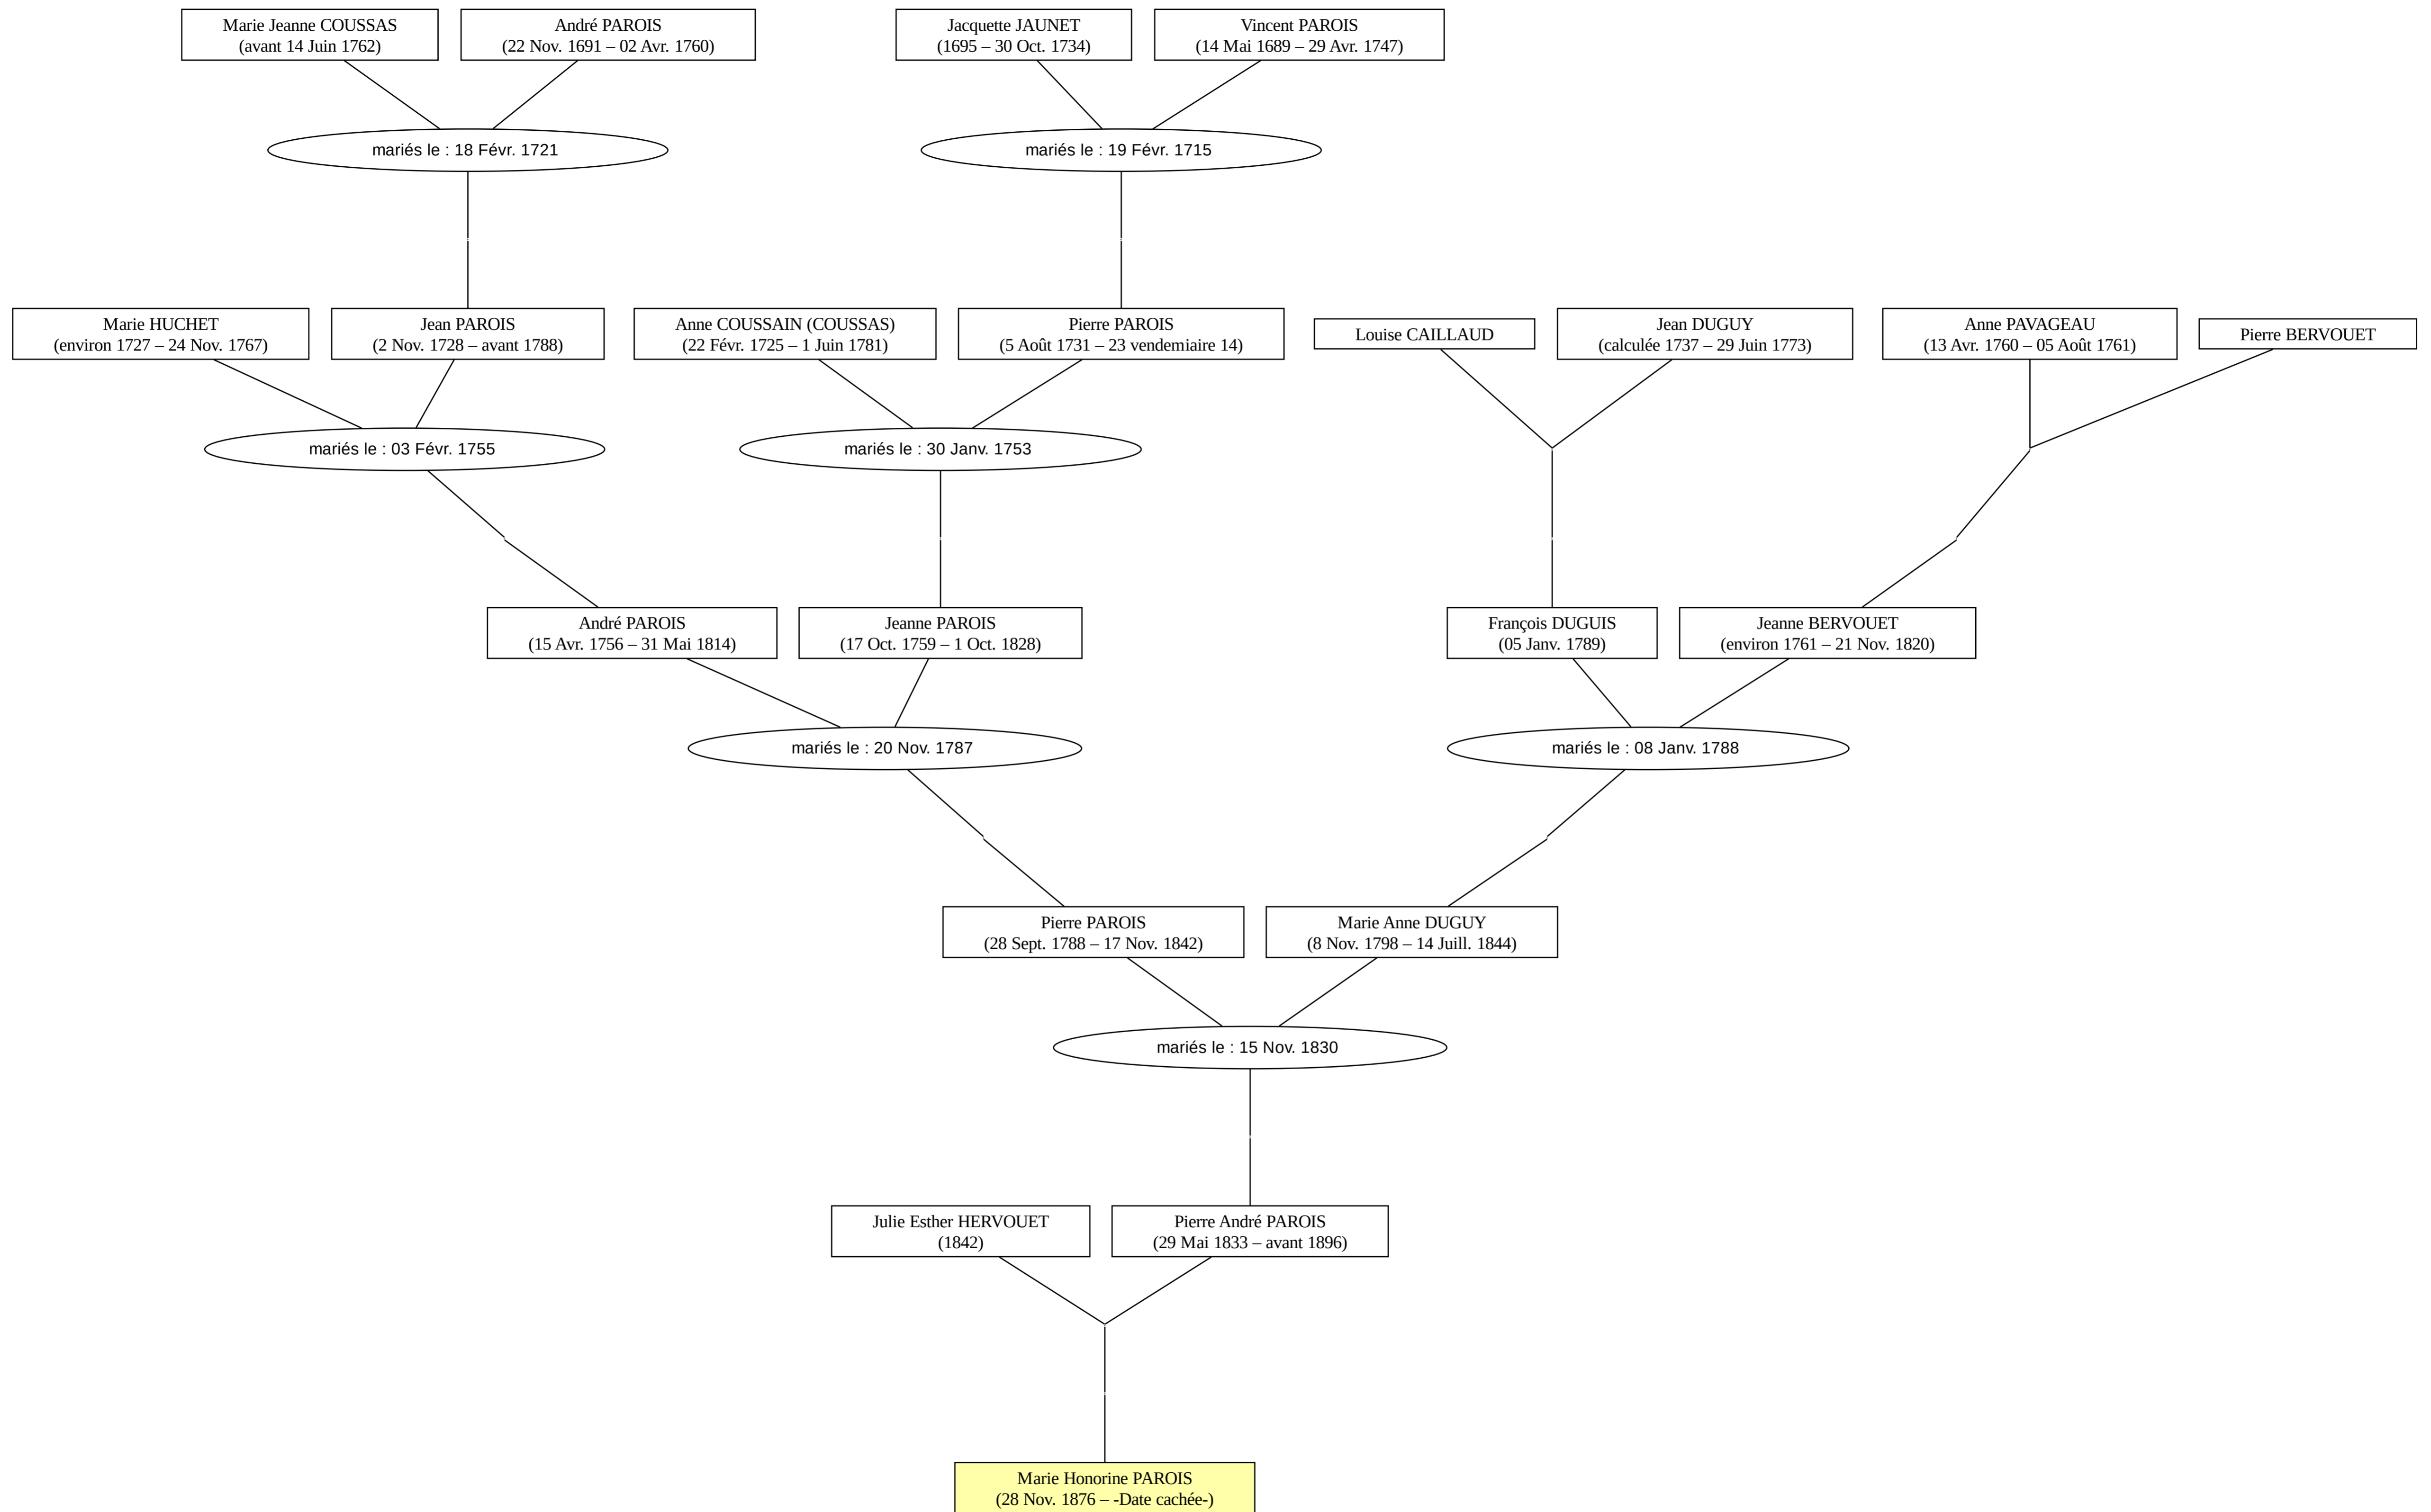 Marie Jeanne COUSSAS
(avant 14 Juin 1762)
André PAROIS
(22 Nov. 1691 – 02 Avr. 1760)
Jacquette JAUNET
(1695 – 30 Oct. 1734)
Vincent PAROIS
(14 Mai 1689 – 29 Avr. 1747)
mariés le : 18 Févr. 1721
mariés le : 19 Févr. 1715
Marie HUCHET
(environ 1727 – 24 Nov. 1767)
Jean PAROIS
(2 Nov. 1728 – avant 1788)
Anne COUSSAIN (COUSSAS)
(22 Févr. 1725 – 1 Juin 1781)
Pierre PAROIS
(5 Août 1731 – 23 vendemiaire 14)
Louise CAILLAUD
Jean DUGUY
(calculée 1737 – 29 Juin 1773)
Anne PAVAGEAU
(13 Avr. 1760 – 05 Août 1761)
Pierre BERVOUET
mariés le : 03 Févr. 1755
mariés le : 30 Janv. 1753
André PAROIS
(15 Avr. 1756 – 31 Mai 1814)
Jeanne PAROIS
(17 Oct. 1759 – 1 Oct. 1828)
François DUGUIS
(05 Janv. 1789)
Jeanne BERVOUET
(environ 1761 – 21 Nov. 1820)
mariés le : 20 Nov. 1787
mariés le : 08 Janv. 1788
Pierre PAROIS
(28 Sept. 1788 – 17 Nov. 1842)
Marie Anne DUGUY
(8 Nov. 1798 – 14 Juill. 1844)
mariés le : 15 Nov. 1830
Julie Esther HERVOUET
(1842)
Pierre André PAROIS
(29 Mai 1833 – avant 1896)
Marie Honorine PAROIS
(28 Nov. 1876 – -Date cachée-)